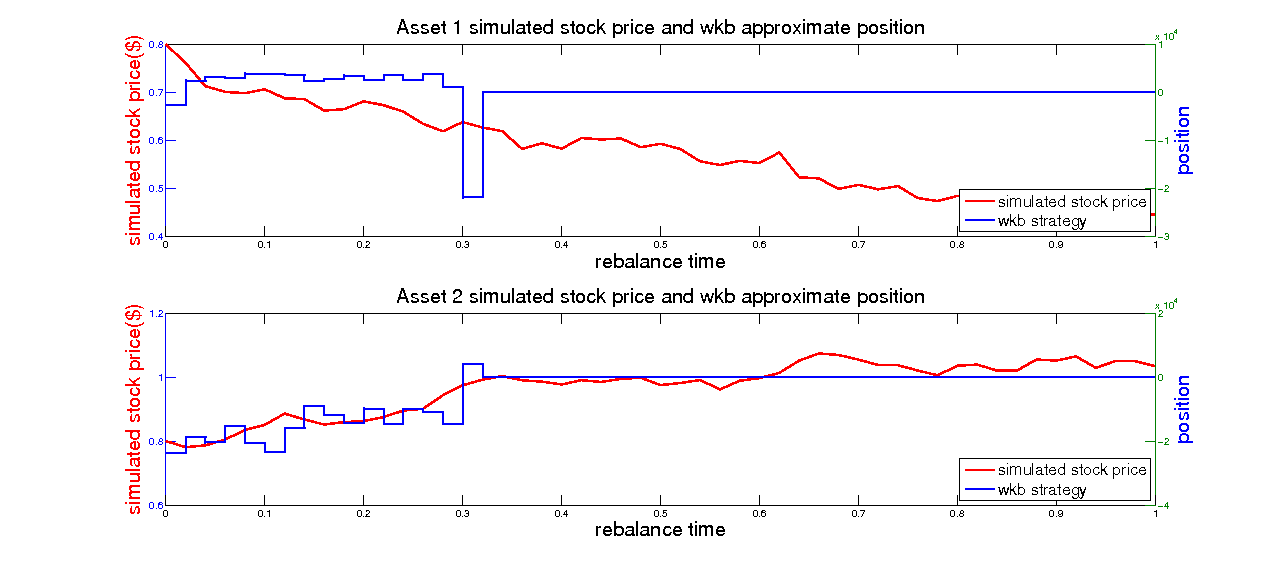 Asset 1 simulated stock price and wkb approximate position
x 10^4
0.8 1
0.7 0
0.6 −1
0.5 −2
0.4 −3
simulated stock price($)
position
simulated stock price
wkb strategy
0 0.1 0.2 0.3 0.4 0.5 0.6 0.7 0.8 0.9 1
rebalance time
Asset 2 simulated stock price and wkb approximate position
x 10^4
1.2 2
1 0
0.8 −2
0.6 −4
simulated stock price($)
position
simulated stock price
wkb strategy
0 0.1 0.2 0.3 0.4 0.5 0.6 0.7 0.8 0.9 1
rebalance time